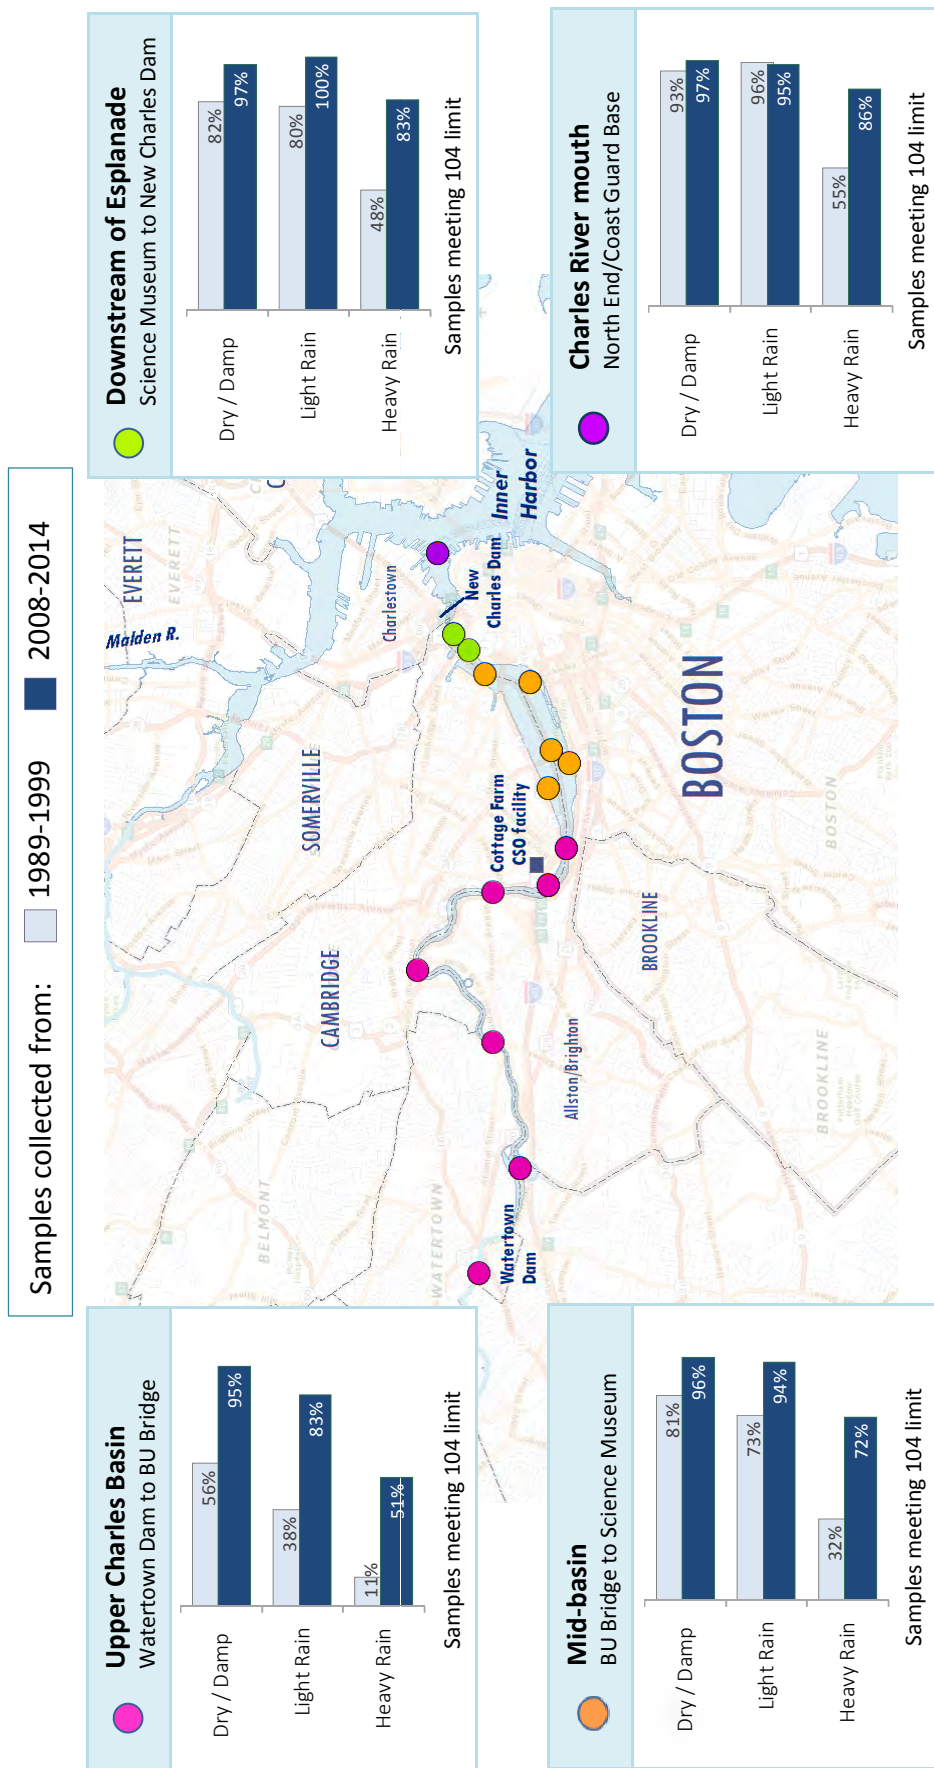 Samples collected from: 1989-1999 2008-2014
Upper Charles Basin
Watertown Dam to BU Bridge
Dry / Damp
56%
95%
Light Rain
38%
83%
Heavy Rain
11%
51%
Samples meeting 104 limit
Downstream of Esplanade
Science Museum to New Charles Dam
Dry / Damp
82%
97%
Light Rain
80%
100%
Heavy Rain
48%
83%
Samples meeting 104 limit
Malden R.
EVERETT
EVERETT
BELMONT
SOMERVILLE
CAMBRIDGE
Charlestown
WATERTOWN
Watertown
Dam
Cottage Farm
CSO facility
New
Charles Dam
Inner
Harbor
Allston/Brighton
BROOKLINE
BOSTON
BROOKLINE
BOSTON
Mid-basin
BU Bridge to Science Museum
Dry / Damp
81%
96%
Light Rain
73%
94%
Heavy Rain
32%
72%
Samples meeting 104 limit
Charles River mouth
North End/Coast Guard Base
Dry / Damp
93%
97%
Light Rain
96%
95%
Heavy Rain
55%
86%
Samples meeting 104 limit